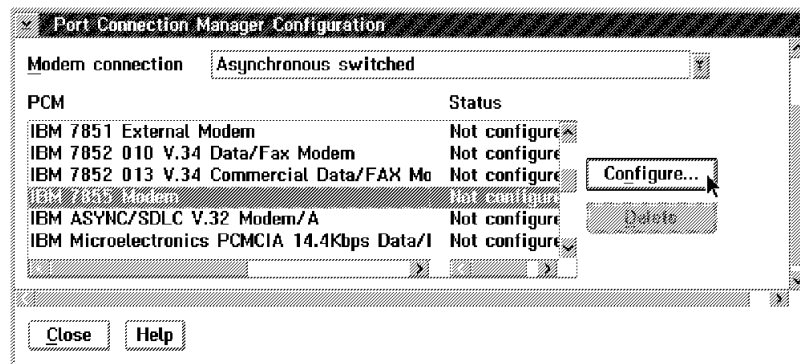 Port Connection Manager Configuration
Modem connection Asynchronous switched
PCM Status
IBM 7851 External Modem Not configure
IBM 7852 010 V.34 Data/Fax Modem Not configure
IBM 7852 013 V.34 Commercial Data/FAX Mo Not configure
IBM 7855 Modem Not configure
IBM ASYNC/SDLC V.32 Modem/A Not configure
IBM Microelectronics PCMCIA 14.4Kbps Data/I Not configure
Configure...
Delete
Close Help